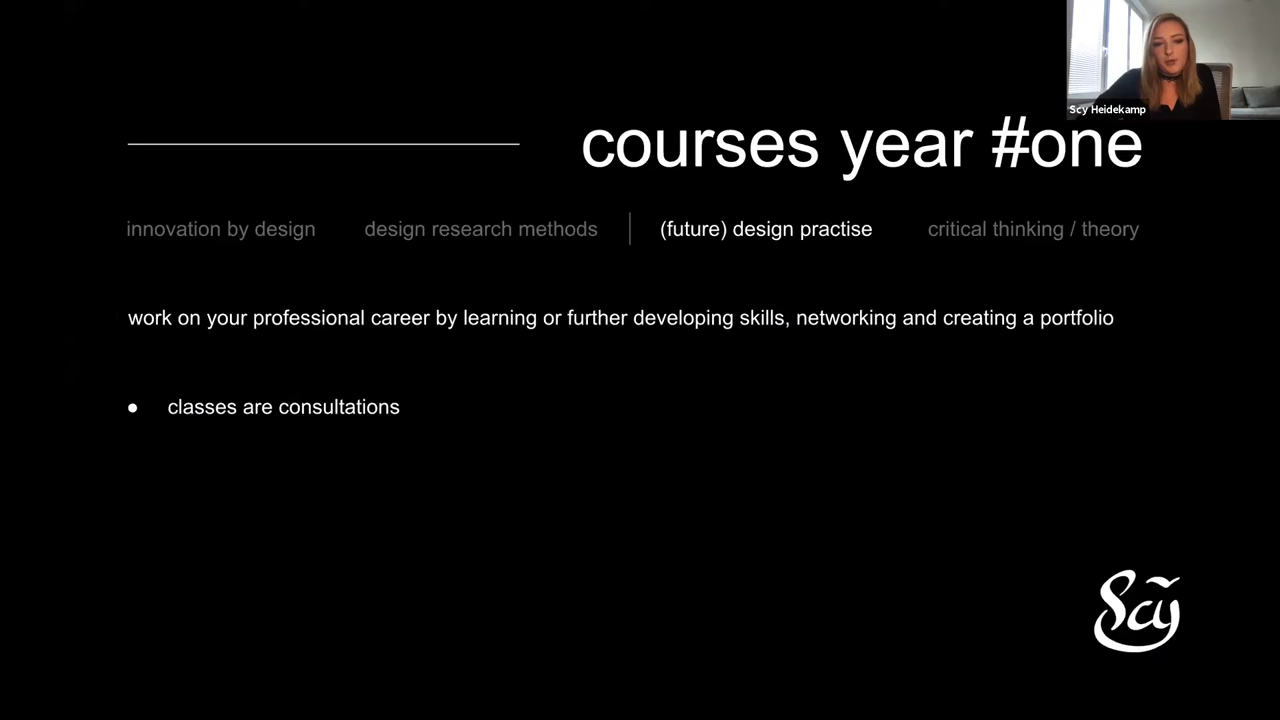 Scy Heidekamp
courses year #one
innovation by design
design research methods
(future) design practise
critical thinking / theory
work on your professional career by learning or further developing skills, networking and creating a portfolio
● classes are consultations
Scy